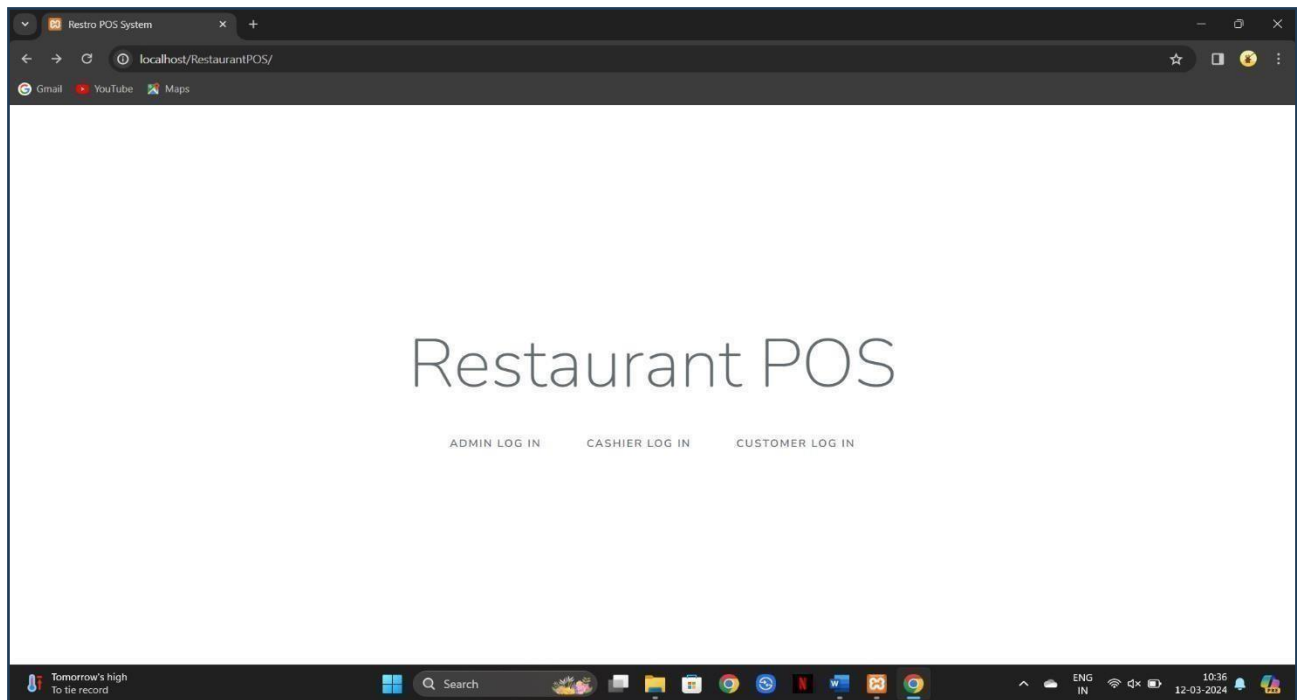 Restro POS System
localhost/RestaurantPOS/
Gmail YouTube Maps
Restaurant POS
ADMIN LOG IN CASHIER LOG IN CUSTOMER LOG IN
Tomorrow's high
To tie record
Search
ENG
IN
10:36
12-03-2024